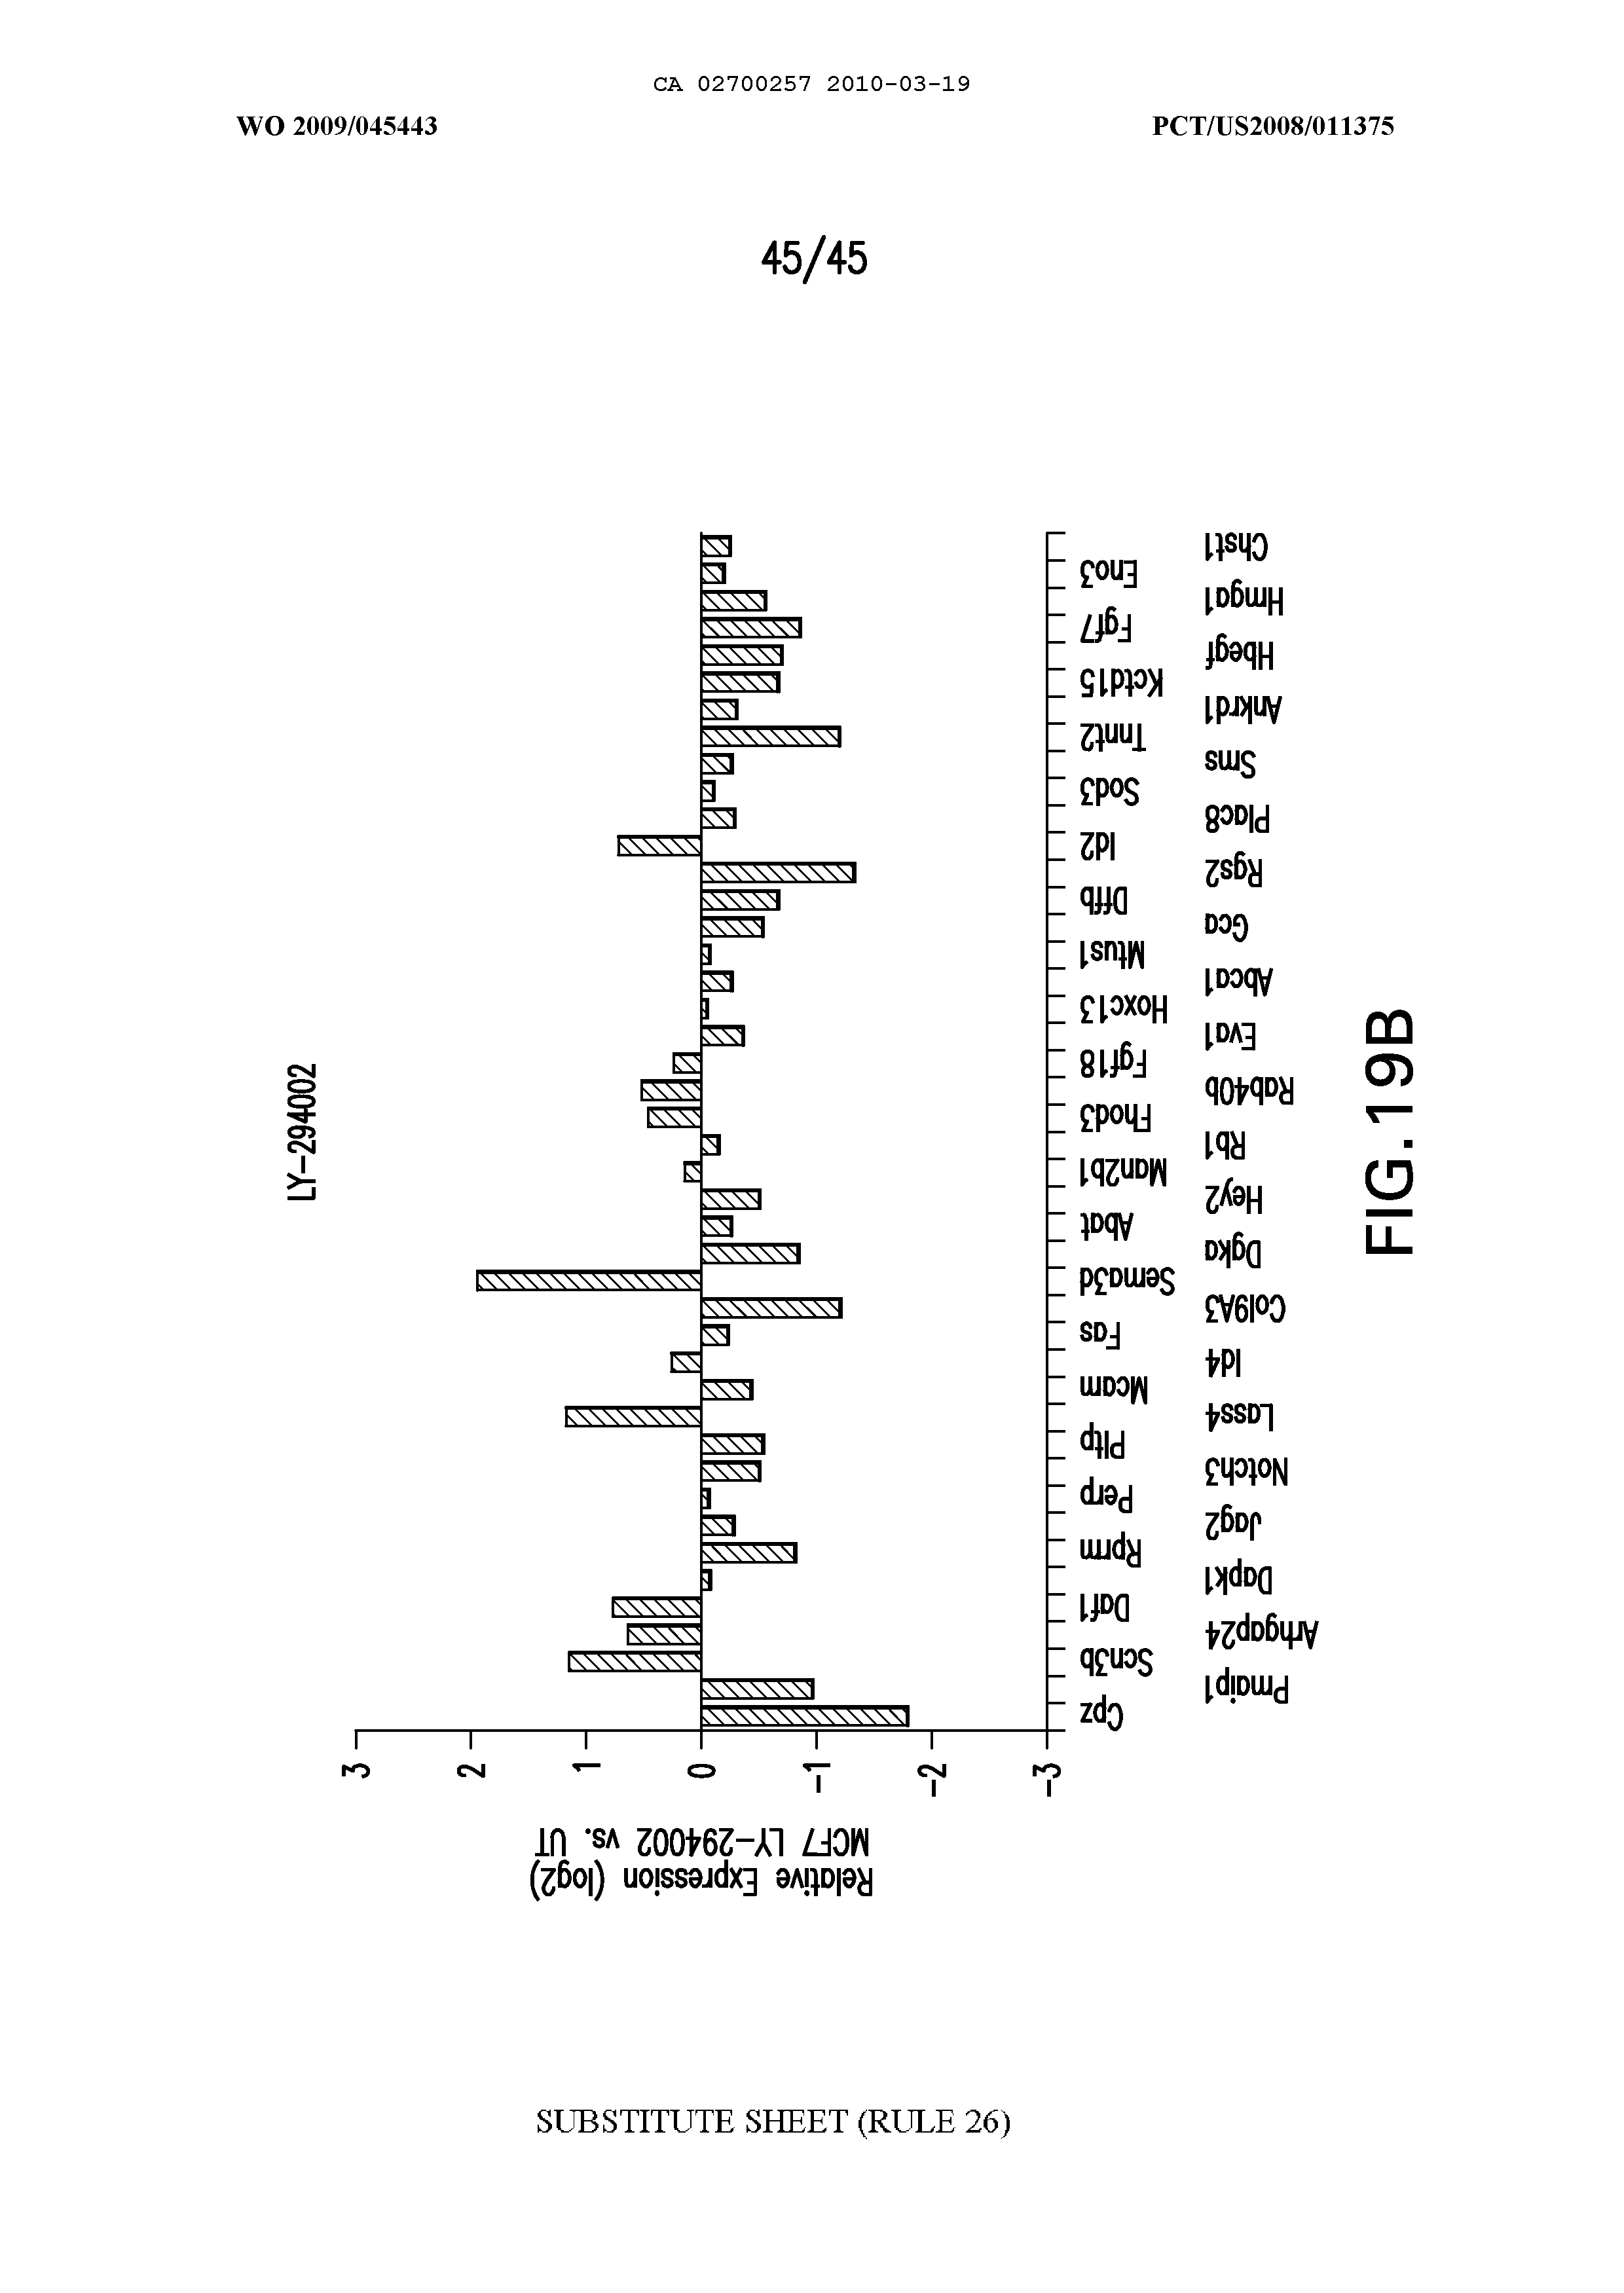 CA 02700257 2010-03-19
WO 2009/045443
PCT/US2008/011375
45/45
LY-294002
Relative Expression (log2)
MCF7 LY-294002 vs. UT
3
2
1
0
-1
-2
-3
Cpz
Pmaip1
Scn3b
Arhgap24
Daf1
Dapk1
Rprm
Jag2
Perp
Notch3
Pltp
Lass4
Mcam
Id4
Fas
Col9A3
Sema3d
Dgka
Abat
Hey2
Man2b1
Rb1
Fhod3
Rab40b
Fgf18
Eva1
Hoxc13
Abca1
Mtus1
Gca
Dffb
Rgs2
Id2
Plac8
Sod3
Sms
Tnnt2
Ankrd1
Kctd15
Hbegf
Fgf7
Hmga1
Eno3
Chst1
FIG.19B
SUBSTITUTE SHEET (RULE 26)